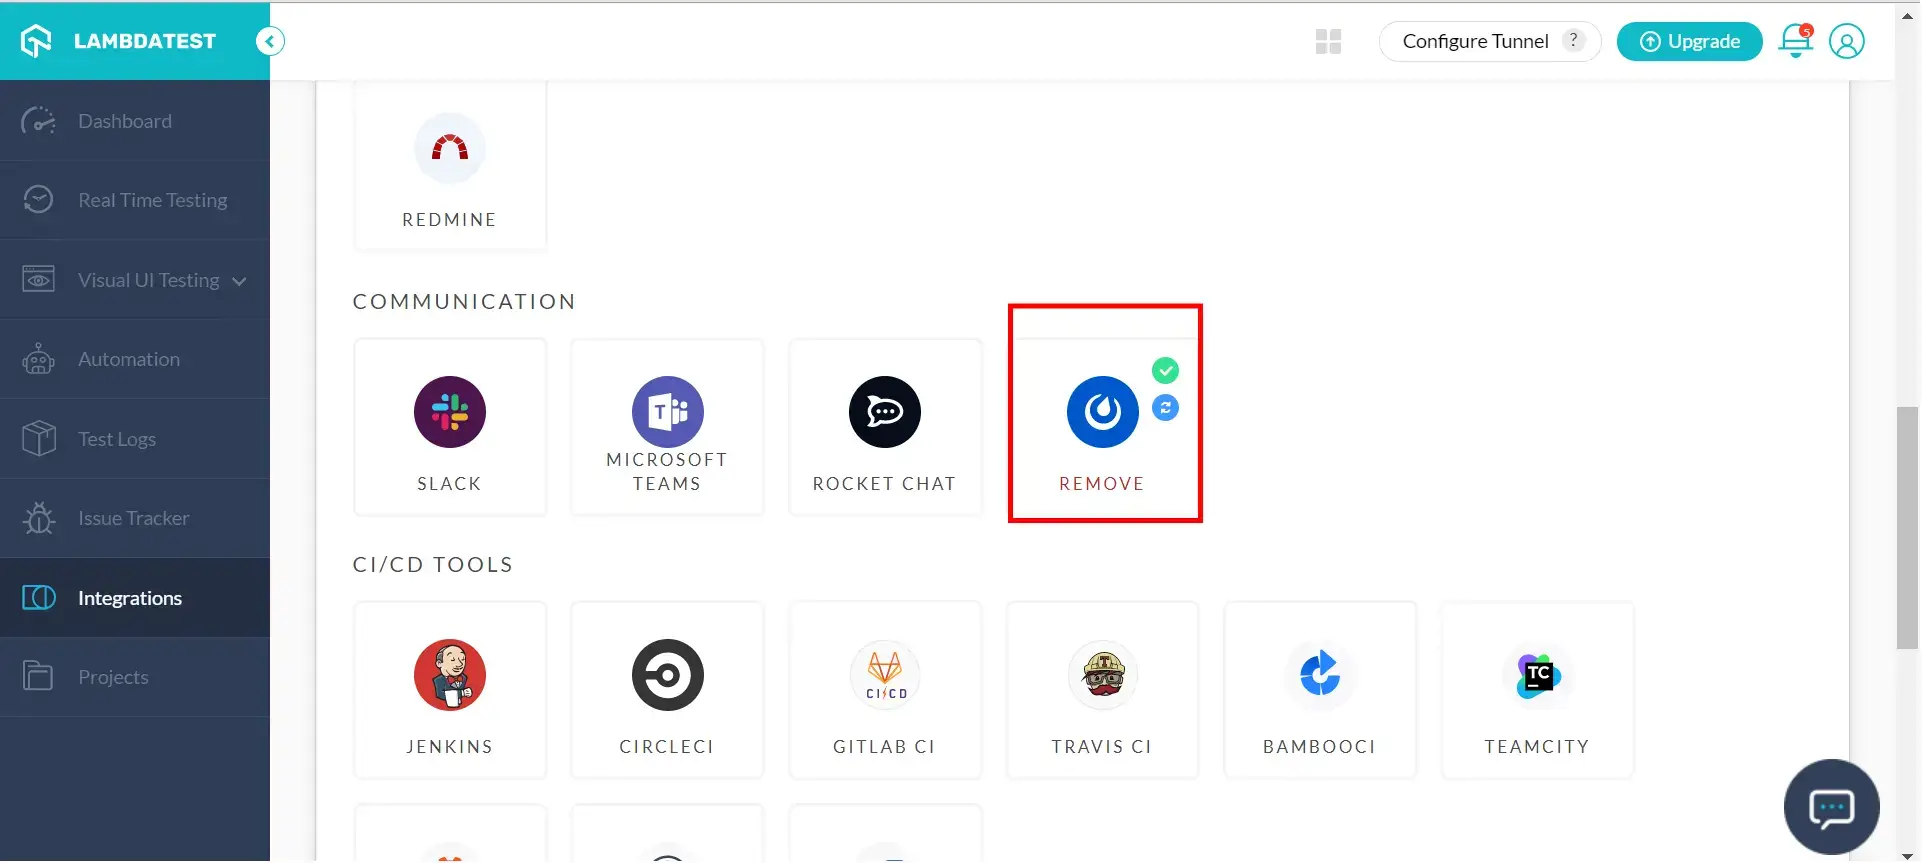 LAMBDATEST
Configure Tunnel ?
Upgrade
5
Dashboard
Real Time Testing
Visual UI Testing
Automation
Test Logs
Issue Tracker
Integrations
Projects
REDMINE
COMMUNICATION
SLACK
T
MICROSOFT
TEAMS
ROCKET CHAT
REMOVE
CI/CD TOOLS
JENKINS
CIRCLECI
CI CD
GITLAB CI
T
TRAVIS CI
BAMBOOCI
TC
TEAMCITY